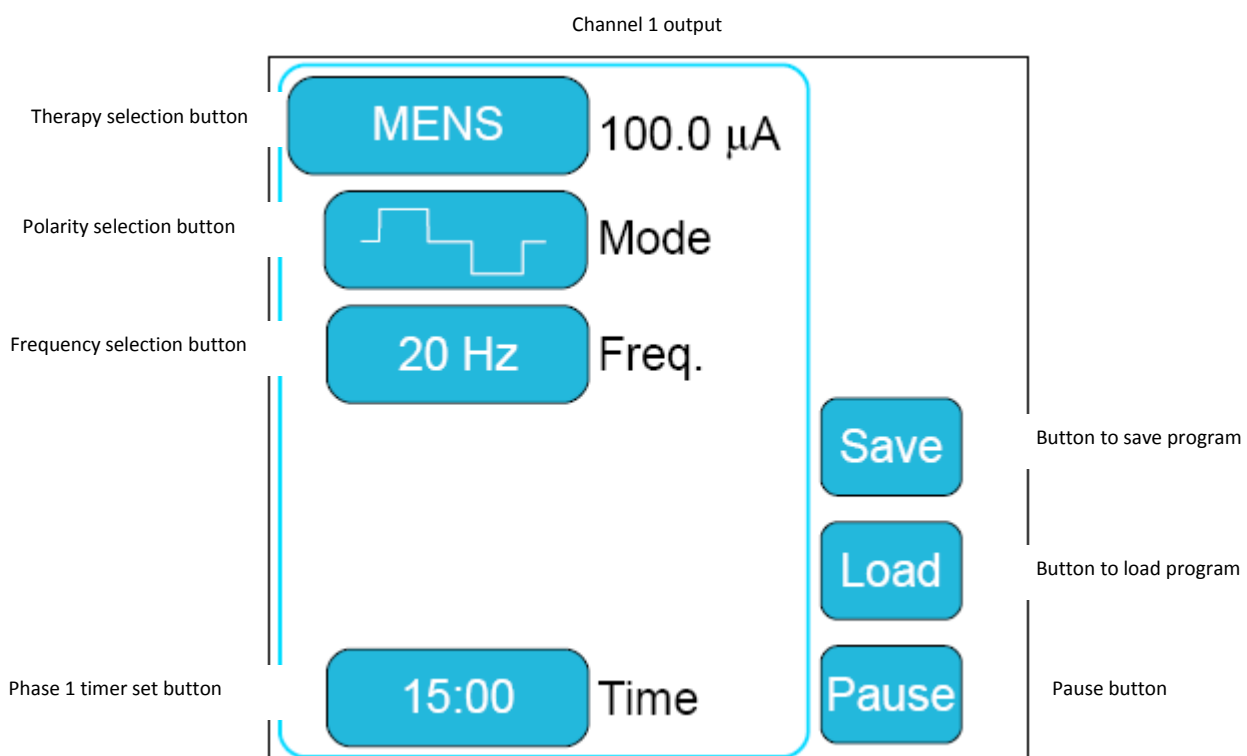 Channel 1 output
Therapy selection button
MENS
100.0 μA
Polarity selection button
Mode
Frequency selection button
20 Hz
Freq.
Save
Button to save program
Load
Button to load program
Phase 1 timer set button
15:00
Time
Pause
Pause button